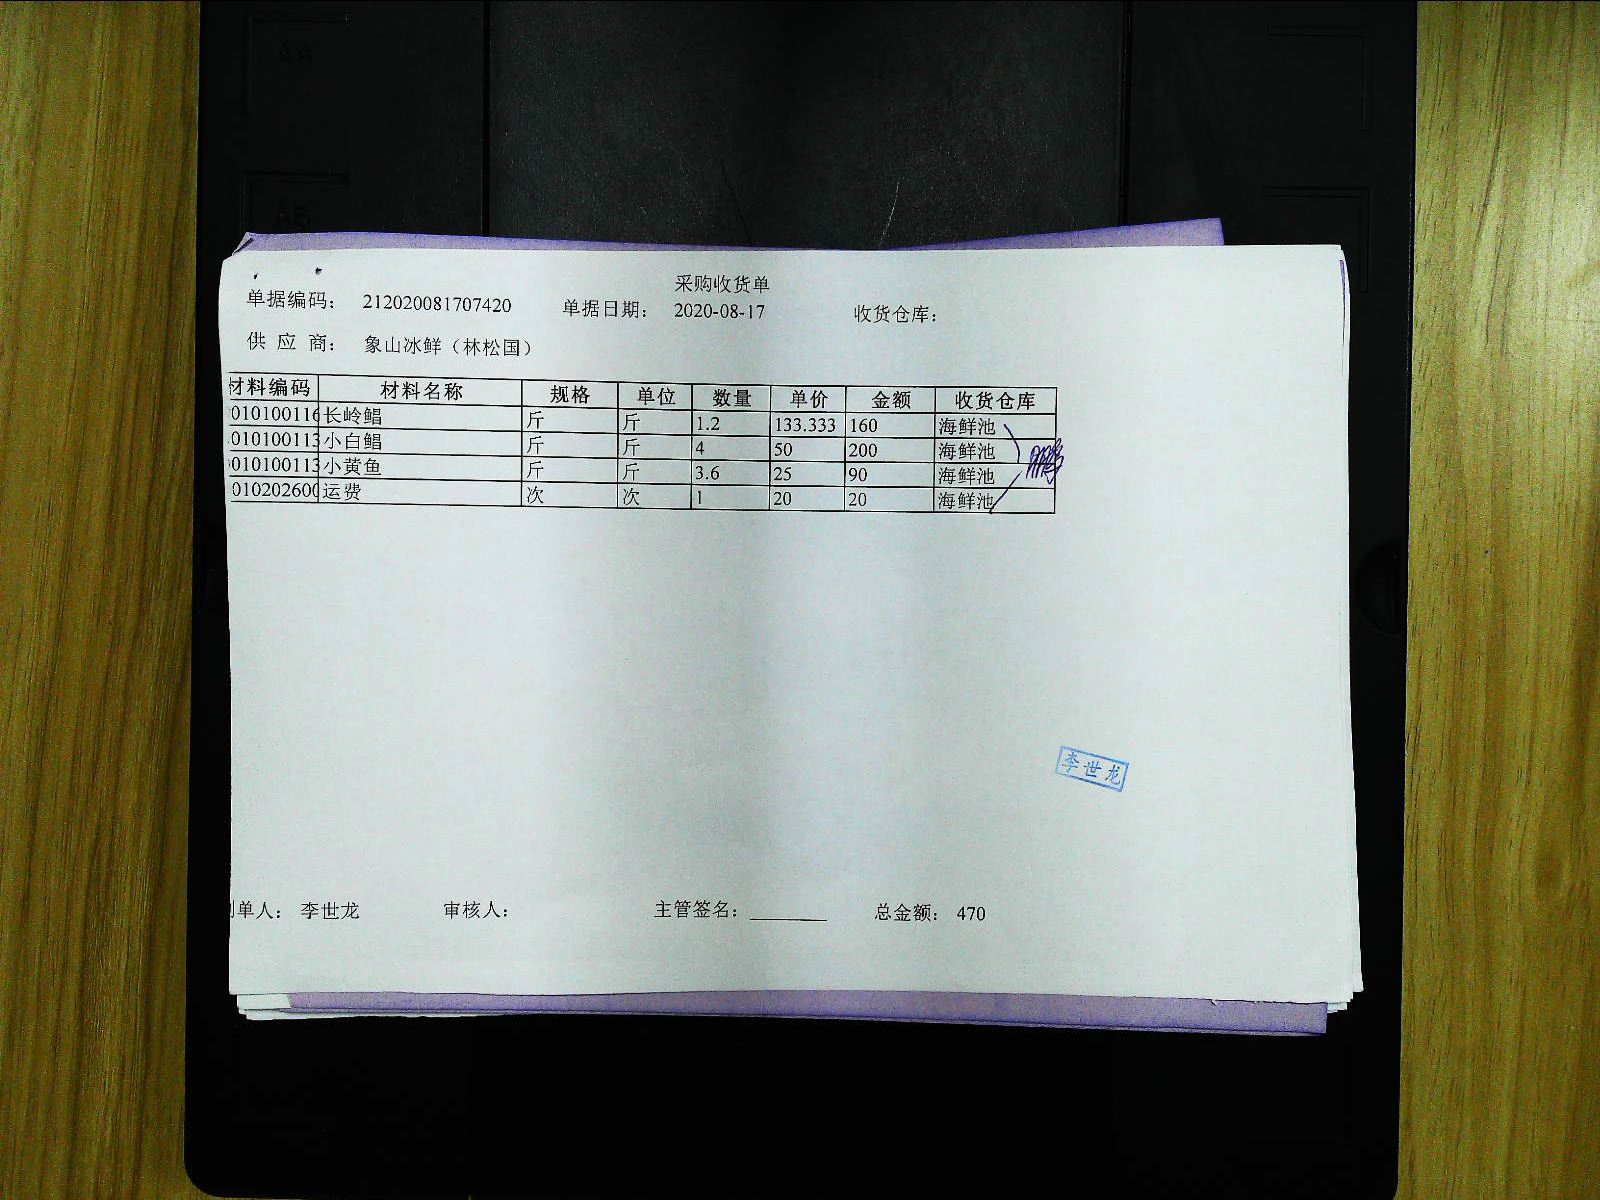 采购收货单
单据编码： 212020081707420 单据日期： 2020-08-17 收货仓库：
供 应 商： 象山冰鲜（林松国）
材料编码 材料名称 规格 单位 数量 单价 金额 收货仓库
010100116 长岭鲳 斤 斤 1.2 133.333 160 海鲜池
010100113 小白鲳 斤 斤 4 50 200 海鲜池
010100113 小黄鱼 斤 斤 3.6 25 90 海鲜池
010202600 运费 次 次 1 20 20 海鲜池
李世龙
制单人： 李世龙 审核人： 主管签名： 总金额： 470